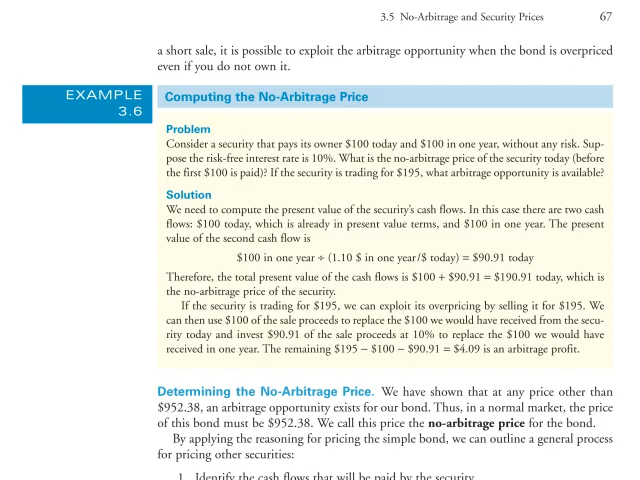 3.5 No-Arbitrage and Security Prices 67
a short sale, it is possible to exploit the arbitrage opportunity when the bond is overpriced
even if you do not own it.
EXAMPLE 3.6
Computing the No-Arbitrage Price
Problem
Consider a security that pays its owner $100 today and $100 in one year, without any risk. Sup-
pose the risk-free interest rate is 10%. What is the no-arbitrage price of the security today (before
the first $100 is paid)? If the security is trading for $195, what arbitrage opportunity is available?
Solution
We need to compute the present value of the security's cash flows. In this case there are two cash
flows: $100 today, which is already in present value terms, and $100 in one year. The present
value of the second cash flow is
$100 in one year ÷ (1.10 $ in one year/$ today) = $90.91 today
Therefore, the total present value of the cash flows is $100 + $90.91 = $190.91 today, which is
the no-arbitrage price of the security.
If the security is trading for $195, we can exploit its overpricing by selling it for $195. We
can then use $100 of the sale proceeds to replace the $100 we would have received from the secu-
rity today and invest $90.91 of the sale proceeds at 10% to replace the $100 we would have
received in one year. The remaining $195 − $100 − $90.91 = $4.09 is an arbitrage profit.
Determining the No-Arbitrage Price. We have shown that at any price other than
$952.38, an arbitrage opportunity exists for our bond. Thus, in a normal market, the price
of this bond must be $952.38. We call this price the no-arbitrage price for the bond.
By applying the reasoning for pricing the simple bond, we can outline a general process
for pricing other securities:
1. Identify the cash flows that will be paid by the security.